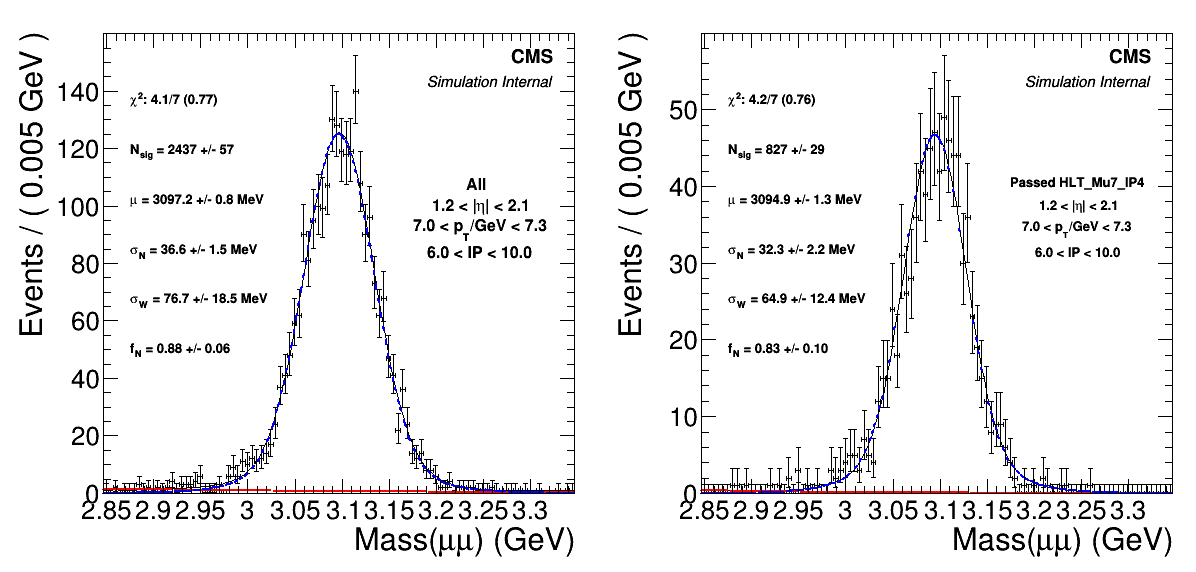 Events / ( 0.005 GeV )
140
120
100
80
60
40
20
0
CMS
Simulation Internal
χ²: 4.1/7 (0.77)
N_sig = 2437 +/- 57
μ = 3097.2 +/- 0.8 MeV
σ_N = 36.6 +/- 1.5 MeV
σ_W = 76.7 +/- 18.5 MeV
f_N = 0.88 +/- 0.06
All
1.2 < |η| < 2.1
7.0 < p_T/GeV < 7.3
6.0 < IP < 10.0
2.85 2.9 2.95 3 3.05 3.1 3.15 3.2 3.25 3.3
Mass(μμ) (GeV)
Events / ( 0.005 GeV )
50
40
30
20
10
0
CMS
Simulation Internal
χ²: 4.2/7 (0.76)
N_sig = 827 +/- 29
μ = 3094.9 +/- 1.3 MeV
σ_N = 32.3 +/- 2.2 MeV
σ_W = 64.9 +/- 12.4 MeV
f_N = 0.83 +/- 0.10
Passed HLT_Mu7_IP4
1.2 < |η| < 2.1
7.0 < p_T/GeV < 7.3
6.0 < IP < 10.0
2.85 2.9 2.95 3 3.05 3.1 3.15 3.2 3.25 3.3
Mass(μμ) (GeV)